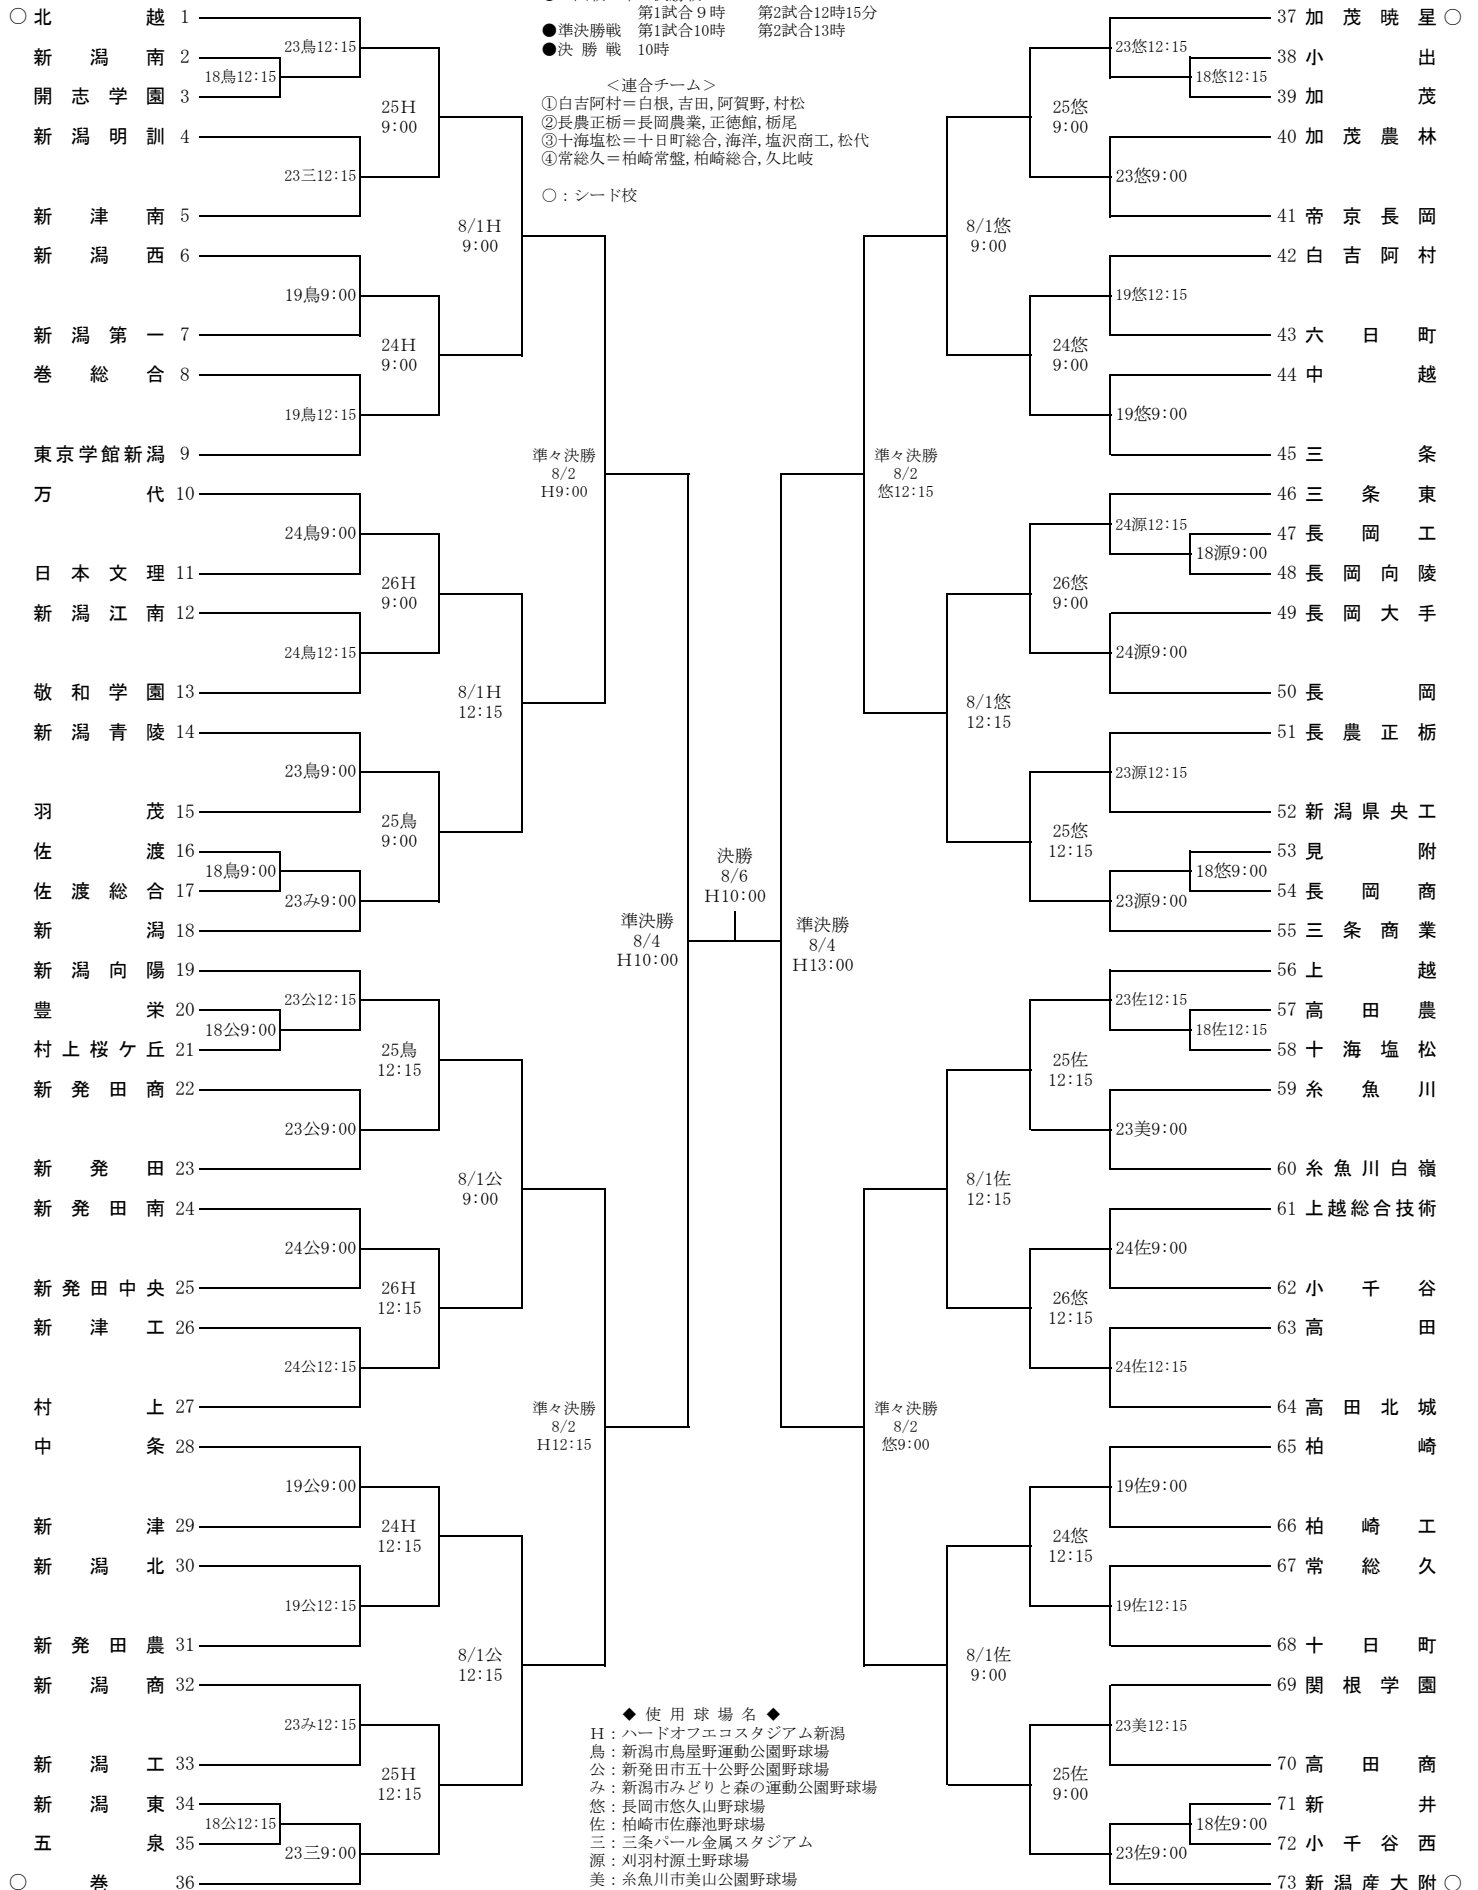 第1試合９時 第2試合12時15分
●準決勝戦 第1試合10時 第2試合13時
●決 勝 戦 10時
＜連合チーム＞
①白吉阿村＝白根, 吉田, 阿賀野, 村松
②長農正栃＝長岡農業, 正徳館, 栃尾
③十海塩松＝十日町総合, 海洋, 塩沢商工, 松代
④常総久＝柏崎常盤, 柏崎総合, 久比岐
○：シード校
○ 北越 1
新潟南 2
開志学園 3
新潟明訓 4
新津南 5
新潟西 6
新潟第一 7
巻総合 8
東京学館新潟 9
万代 10
日本文理 11
新潟江南 12
敬和学園 13
新潟青陵 14
羽茂 15
佐渡 16
佐渡総合 17
新潟 18
新潟向陽 19
豊栄 20
村上桜ケ丘 21
新発田商 22
新発田 23
新発田南 24
新発田中央 25
新津工 26
村上 27
中条 28
新津 29
新潟北 30
新発田農 31
新潟商 32
新潟工 33
新潟東 34
五泉 35
○ 巻 36
18鳥12:15
18鳥9:00
18公9:00
18公12:15
23鳥12:15
23三12:15
19鳥9:00
19鳥12:15
24鳥9:00
24鳥12:15
23鳥9:00
23み9:00
23公12:15
23公9:00
24公9:00
24公12:15
19公9:00
19公12:15
23み12:15
23三9:00
25H
9:00
24H
9:00
26H
9:00
25鳥
9:00
25鳥
12:15
26H
12:15
24H
12:15
25H
12:15
8/1H
9:00
8/1H
12:15
8/1公
9:00
8/1公
12:15
準々決勝
8/2
H9:00
準々決勝
8/2
H12:15
準決勝
8/4
H10:00
決勝
8/6
H10:00
準決勝
8/4
H13:00
準々決勝
8/2
悠12:15
準々決勝
8/2
悠9:00
8/1悠
9:00
8/1悠
12:15
8/1佐
12:15
8/1佐
9:00
25悠
9:00
24悠
9:00
26悠
9:00
25悠
12:15
25佐
12:15
26悠
12:15
24悠
12:15
25佐
9:00
23悠12:15
23悠9:00
19悠12:15
19悠9:00
24源12:15
24源9:00
23源12:15
23源9:00
23佐12:15
23美9:00
24佐9:00
24佐12:15
19佐9:00
19佐12:15
23美12:15
23佐9:00
18悠12:15
18源9:00
18悠9:00
18佐12:15
18佐9:00
37 加茂暁星 ○
38 小出
39 加茂
40 加茂農林
41 帝京長岡
42 白吉阿村
43 六日町
44 中越
45 三条
46 三条東
47 長岡工
48 長岡向陵
49 長岡大手
50 長岡
51 長農正栃
52 新潟県央工
53 見附
54 長岡商
55 三条商業
56 上越
57 高田農
58 十海塩松
59 糸魚川
60 糸魚川白嶺
61 上越総合技術
62 小千谷
63 高田
64 高田北城
65 柏崎
66 柏崎工
67 常総久
68 十日町
69 関根学園
70 高田商
71 新井
72 小千谷西
73 新潟産大附 ○
◆ 使 用 球 場 名 ◆
H：ハードオフエコスタジアム新潟
鳥：新潟市鳥屋野運動公園野球場
公：新発田市五十公野公園野球場
み：新潟市みどりと森の運動公園野球場
悠：長岡市悠久山野球場
佐：柏崎市佐藤池野球場
三：三条パール金属スタジアム
源：刈羽村源土野球場
美：糸魚川市美山公園野球場